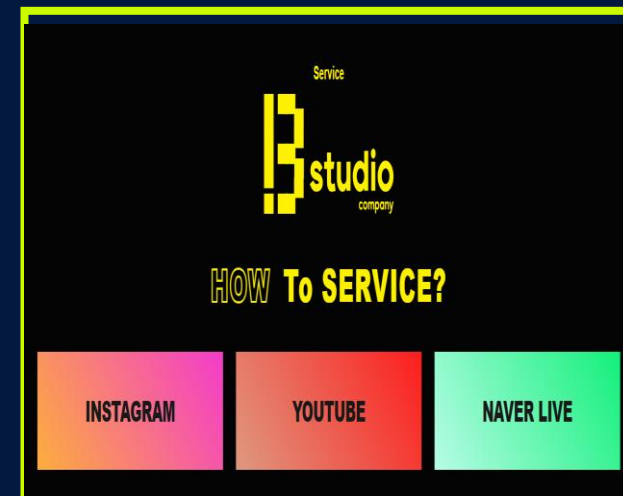 Service
B studio
company
HOW To SERVICE?
INSTAGRAM
YOUTUBE
NAVER LIVE